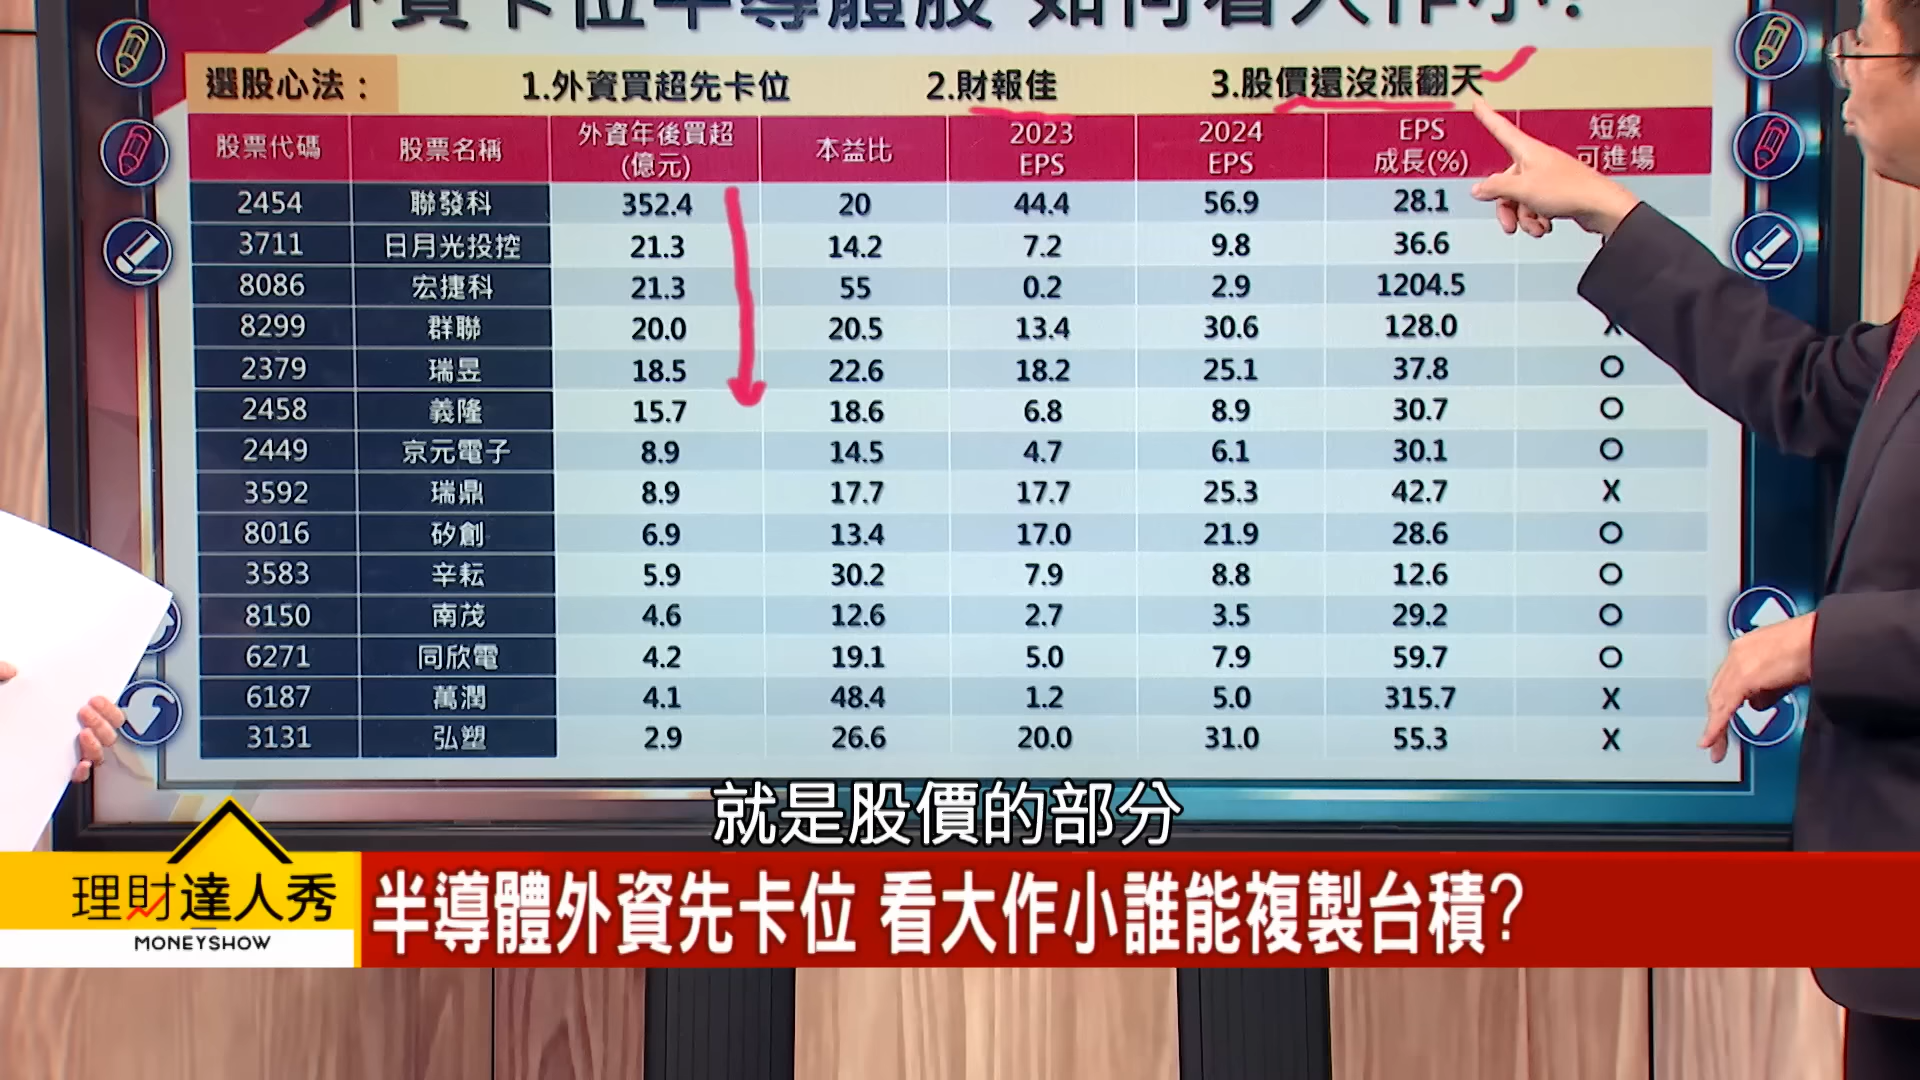 外資卡位半導體股 如何看大作小?
選股心法： 1.外資買超先卡位 2.財報佳 3.股價還沒漲翻天
股票代碼 股票名稱 外資年後買超(億元) 本益比 2023 EPS 2024 EPS EPS 成長(%) 短線可進場
2454 聯發科 352.4 20 44.4 56.9 28.1
3711 日月光投控 21.3 14.2 7.2 9.8 36.6
8086 宏捷科 21.3 55 0.2 2.9 1204.5
8299 群聯 20.0 20.5 13.4 30.6 128.0 X
2379 瑞昱 18.5 22.6 18.2 25.1 37.8 O
2458 義隆 15.7 18.6 6.8 8.9 30.7 O
2449 京元電子 8.9 14.5 4.7 6.1 30.1 O
3592 瑞鼎 8.9 17.7 17.7 25.3 42.7 X
8016 矽創 6.9 13.4 17.0 21.9 28.6 O
3583 辛耘 5.9 30.2 7.9 8.8 12.6 O
8150 南茂 4.6 12.6 2.7 3.5 29.2 O
6271 同欣電 4.2 19.1 5.0 7.9 59.7 O
6187 萬潤 4.1 48.4 1.2 5.0 315.7 X
3131 弘塑 2.9 26.6 20.0 31.0 55.3 X
就是股價的部分
理財達人秀
MONEYSHOW
半導體外資先卡位 看大作小誰能複製台積?